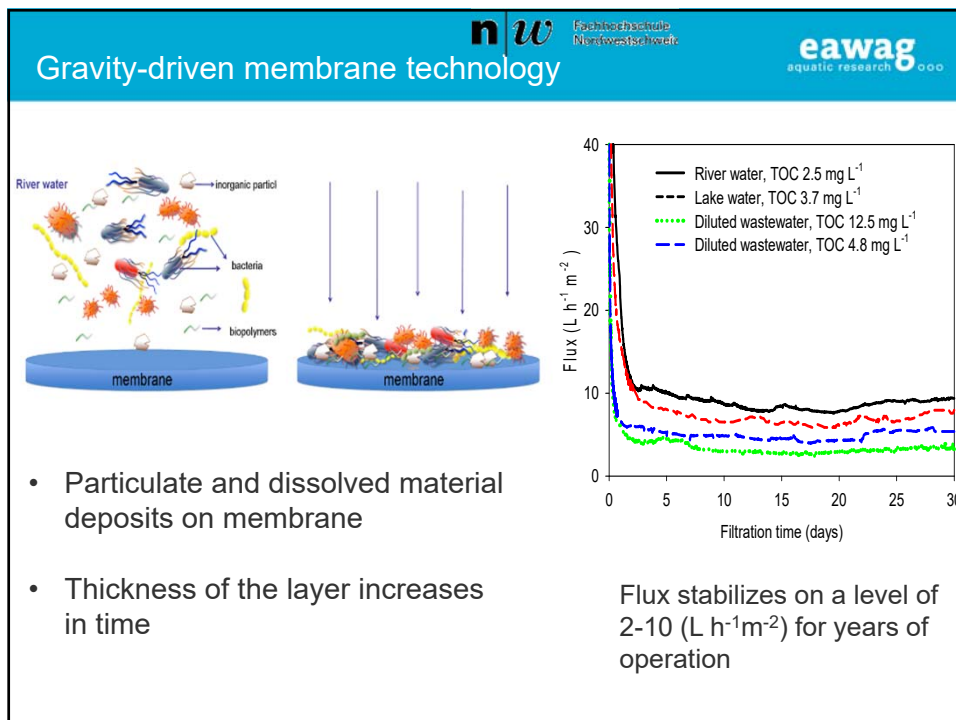 n w Fachhochschule
Nordwestschweiz
Gravity-driven membrane technology
eawag
aquatic research
River water
inorganic particl
bacteria
biopolymers
membrane
membrane
40
30
20
10
0
Flux (L h⁻¹ m⁻²)
River water, TOC 2.5 mg L⁻¹
Lake water, TOC 3.7 mg L⁻¹
Diluted wastewater, TOC 12.5 mg L⁻¹
Diluted wastewater, TOC 4.8 mg L⁻¹
0 5 10 15 20 25 30
Filtration time (days)
• Particulate and dissolved material
deposits on membrane
• Thickness of the layer increases
in time
Flux stabilizes on a level of
2-10 (L h⁻¹m⁻²) for years of
operation